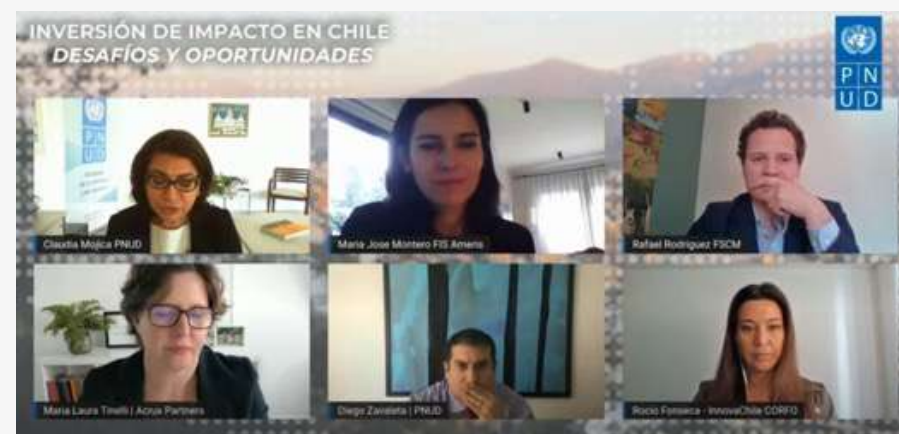 INVERSIÓN DE IMPACTO EN CHILE
DESAFÍOS Y OPORTUNIDADES
P N
U D
P N
U D
Claudia Mojica PNUD
Maria Jose Montero FIS Ameris
Rafael Rodriguez FSCM
Maria Laura Tinelli | Acrux Partners
Diego Zavaleta | PNUD
Rocio Fonseca - InnovaChile CORFO